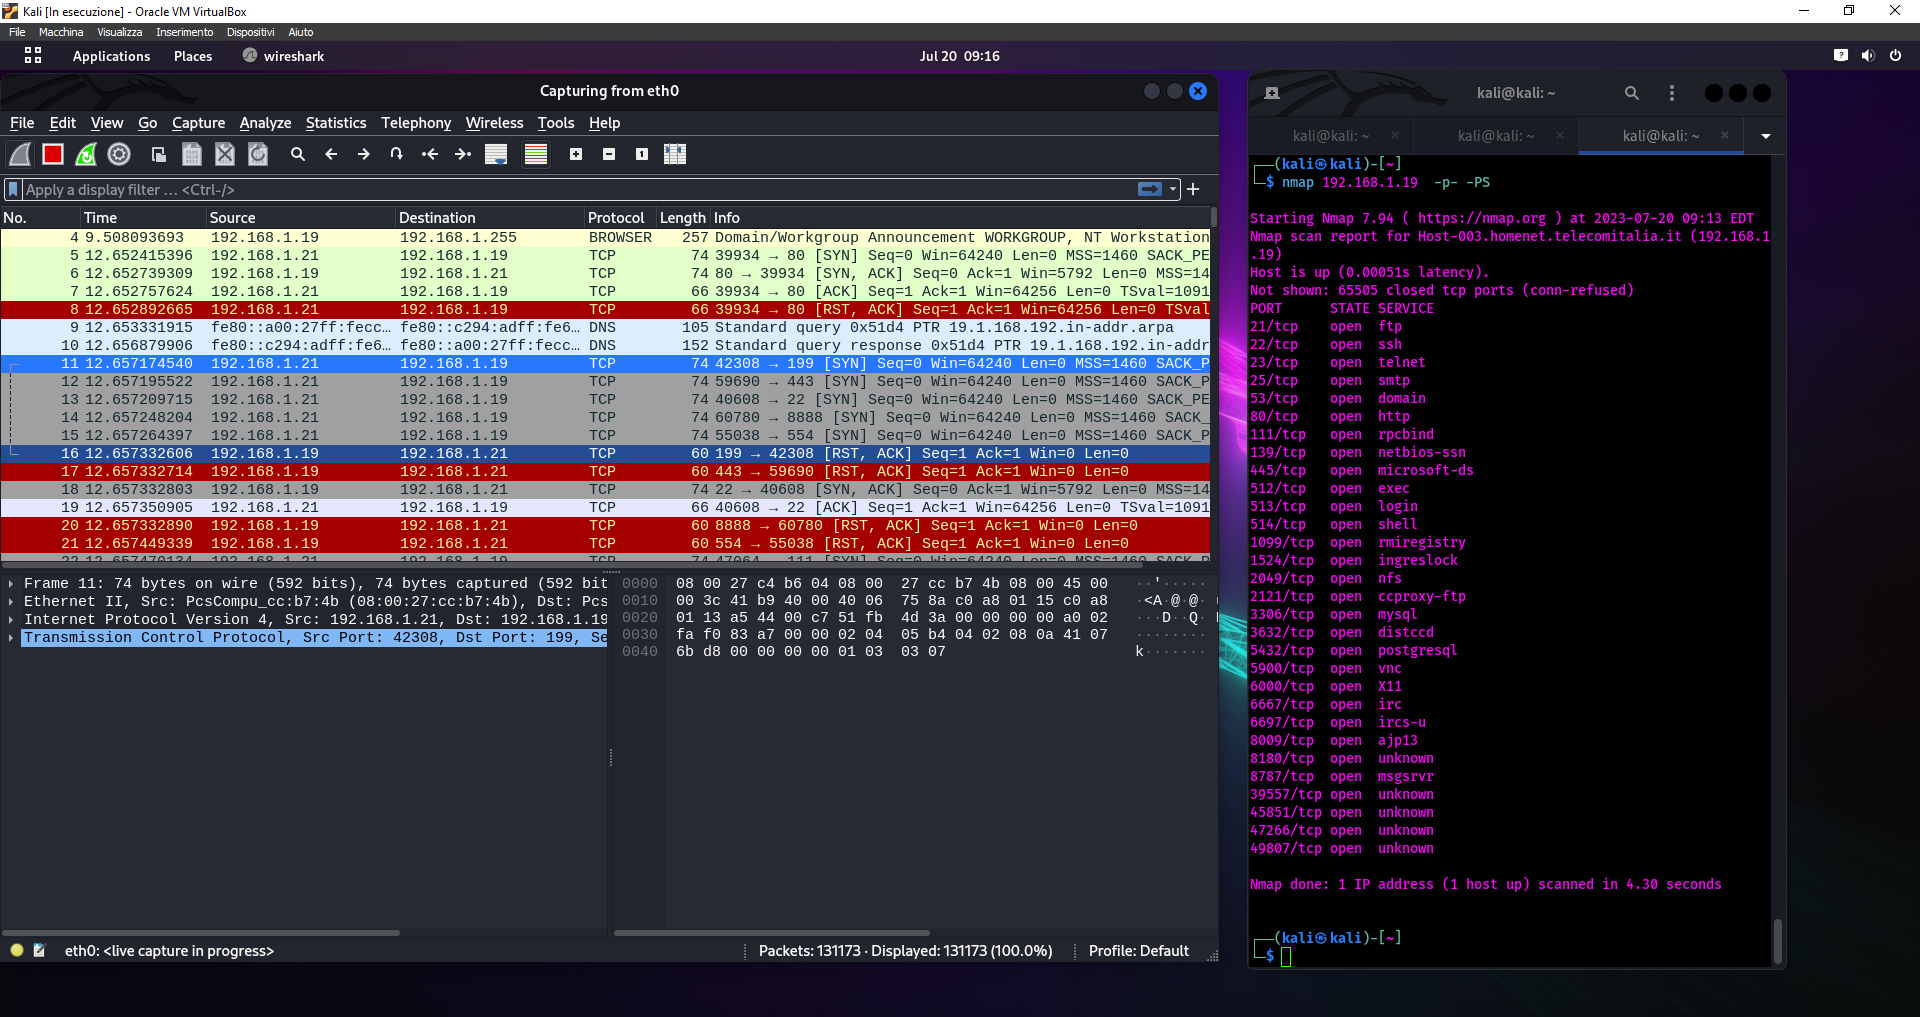 Kali [In esecuzione] - Oracle VM VirtualBox
File Macchina Visualizza Inserimento Dispositivi Aiuto
Applications Places wireshark Jul 20 09:16
Capturing from eth0
File Edit View Go Capture Analyze Statistics Telephony Wireless Tools Help
Apply a display filter … <Ctrl-/>
No. Time Source Destination Protocol Length Info
4 9.508093693 192.168.1.19 192.168.1.255 BROWSER 257 Domain/Workgroup Announcement WORKGROUP, NT Workstation
5 12.652415396 192.168.1.21 192.168.1.19 TCP 74 39934 → 80 [SYN] Seq=0 Win=64240 Len=0 MSS=1460 SACK_PE
6 12.652739309 192.168.1.19 192.168.1.21 TCP 74 80 → 39934 [SYN, ACK] Seq=0 Ack=1 Win=5792 Len=0 MSS=14
7 12.652757624 192.168.1.21 192.168.1.19 TCP 66 39934 → 80 [ACK] Seq=1 Ack=1 Win=64256 Len=0 TSval=1091
8 12.652892665 192.168.1.21 192.168.1.19 TCP 66 39934 → 80 [RST, ACK] Seq=1 Ack=1 Win=64256 Len=0 TSval
9 12.653331915 fe80::a00:27ff:fecc… fe80::c294:adff:fe6… DNS 105 Standard query 0x51d4 PTR 19.1.168.192.in-addr.arpa
10 12.656879906 fe80::c294:adff:fe6… fe80::a00:27ff:fecc… DNS 152 Standard query response 0x51d4 PTR 19.1.168.192.in-addr
11 12.657174540 192.168.1.21 192.168.1.19 TCP 74 42308 → 199 [SYN] Seq=0 Win=64240 Len=0 MSS=1460 SACK_P
12 12.657195522 192.168.1.21 192.168.1.19 TCP 74 59690 → 443 [SYN] Seq=0 Win=64240 Len=0 MSS=1460 SACK_P
13 12.657209715 192.168.1.21 192.168.1.19 TCP 74 40608 → 22 [SYN] Seq=0 Win=64240 Len=0 MSS=1460 SACK_PE
14 12.657248204 192.168.1.21 192.168.1.19 TCP 74 60780 → 8888 [SYN] Seq=0 Win=64240 Len=0 MSS=1460 SACK_
15 12.657264397 192.168.1.21 192.168.1.19 TCP 74 55038 → 554 [SYN] Seq=0 Win=64240 Len=0 MSS=1460 SACK_P
16 12.657332606 192.168.1.19 192.168.1.21 TCP 60 199 → 42308 [RST, ACK] Seq=1 Ack=1 Win=0 Len=0
17 12.657332714 192.168.1.19 192.168.1.21 TCP 60 443 → 59690 [RST, ACK] Seq=1 Ack=1 Win=0 Len=0
18 12.657332803 192.168.1.19 192.168.1.21 TCP 74 22 → 40608 [SYN, ACK] Seq=0 Ack=1 Win=5792 Len=0 MSS=14
19 12.657350905 192.168.1.21 192.168.1.19 TCP 66 40608 → 22 [ACK] Seq=1 Ack=1 Win=64256 Len=0 TSval=1091
20 12.657332890 192.168.1.19 192.168.1.21 TCP 60 8888 → 60780 [RST, ACK] Seq=1 Ack=1 Win=0 Len=0
21 12.657449339 192.168.1.19 192.168.1.21 TCP 60 554 → 55038 [RST, ACK] Seq=1 Ack=1 Win=0 Len=0
22 12.657470134 192.168.1.21 192.168.1.19 TCP 74 47064 → 111 [SYN] Seq=0 Win=64240 Len=0 MSS=1460 SACK_P
Frame 11: 74 bytes on wire (592 bits), 74 bytes captured (592 bit
Ethernet II, Src: PcsCompu_cc:b7:4b (08:00:27:cc:b7:4b), Dst: Pcs
Internet Protocol Version 4, Src: 192.168.1.21, Dst: 192.168.1.19
Transmission Control Protocol, Src Port: 42308, Dst Port: 199, Se
0000 08 00 27 c4 b6 04 08 00 27 cc b7 4b 08 00 45 00 ··'·····
0010 00 3c 41 b9 40 00 40 06 75 8a c0 a8 01 15 c0 a8 ·<A·@·@·
0020 01 13 a5 44 00 c7 51 fb 4d 3a 00 00 00 00 a0 02 ···D··Q·
0030 fa f0 83 a7 00 00 02 04 05 b4 04 02 08 0a 41 07 ········
0040 6b d8 00 00 00 00 01 03 03 07 k·······
eth0: <live capture in progress> Packets: 131173 · Displayed: 131173 (100.0%) Profile: Default
kali@kali: ~
kali@kali: ~ × kali@kali: ~ × kali@kali: ~ ×
┌──(kali㉿kali)-[~]
└─$ nmap 192.168.1.19 -p- -PS
Starting Nmap 7.94 ( https://nmap.org ) at 2023-07-20 09:13 EDT
Nmap scan report for Host-003.homenet.telecomitalia.it (192.168.1
.19)
Host is up (0.00051s latency).
Not shown: 65505 closed tcp ports (conn-refused)
PORT STATE SERVICE
21/tcp open ftp
22/tcp open ssh
23/tcp open telnet
25/tcp open smtp
53/tcp open domain
80/tcp open http
111/tcp open rpcbind
139/tcp open netbios-ssn
445/tcp open microsoft-ds
512/tcp open exec
513/tcp open login
514/tcp open shell
1099/tcp open rmiregistry
1524/tcp open ingreslock
2049/tcp open nfs
2121/tcp open ccproxy-ftp
3306/tcp open mysql
3632/tcp open distccd
5432/tcp open postgresql
5900/tcp open vnc
6000/tcp open X11
6667/tcp open irc
6697/tcp open ircs-u
8009/tcp open ajp13
8180/tcp open unknown
8787/tcp open msgsrvr
39557/tcp open unknown
45851/tcp open unknown
47266/tcp open unknown
49807/tcp open unknown
Nmap done: 1 IP address (1 host up) scanned in 4.30 seconds
┌──(kali㉿kali)-[~]
└─$